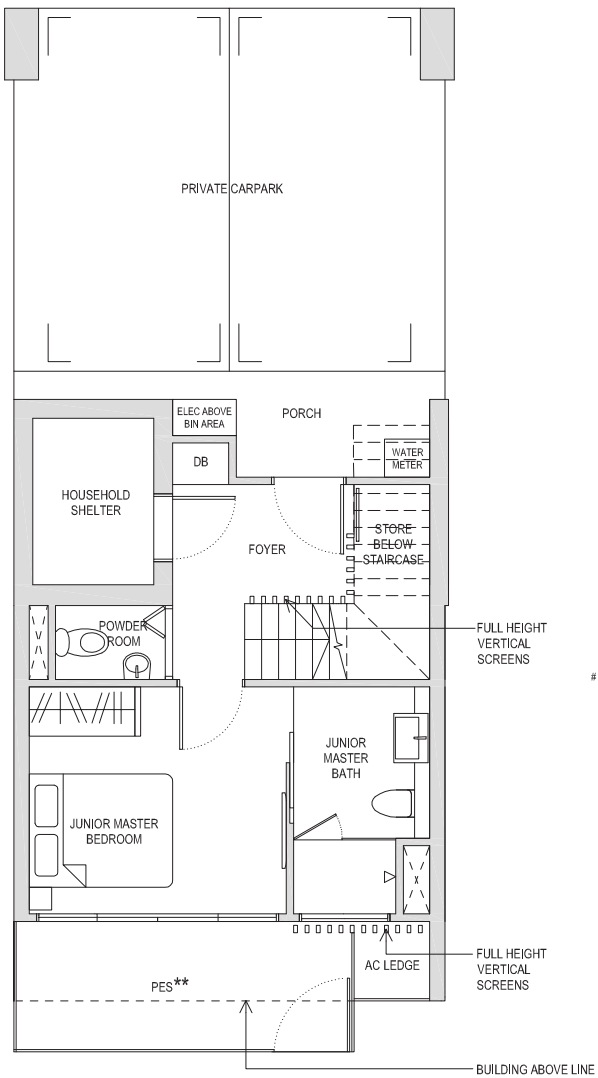 PRIVATE CARPARK
ELEC ABOVE
BIN AREA
PORCH
DB
WATER
METER
HOUSEHOLD
SHELTER
FOYER
STORE
BELOW
STAIRCASE
POWDER
ROOM
FULL HEIGHT
VERTICAL
SCREENS
#
JUNIOR
MASTER
BATH
JUNIOR MASTER
BEDROOM
AC LEDGE
FULL HEIGHT
VERTICAL
SCREENS
PES**
BUILDING ABOVE LINE